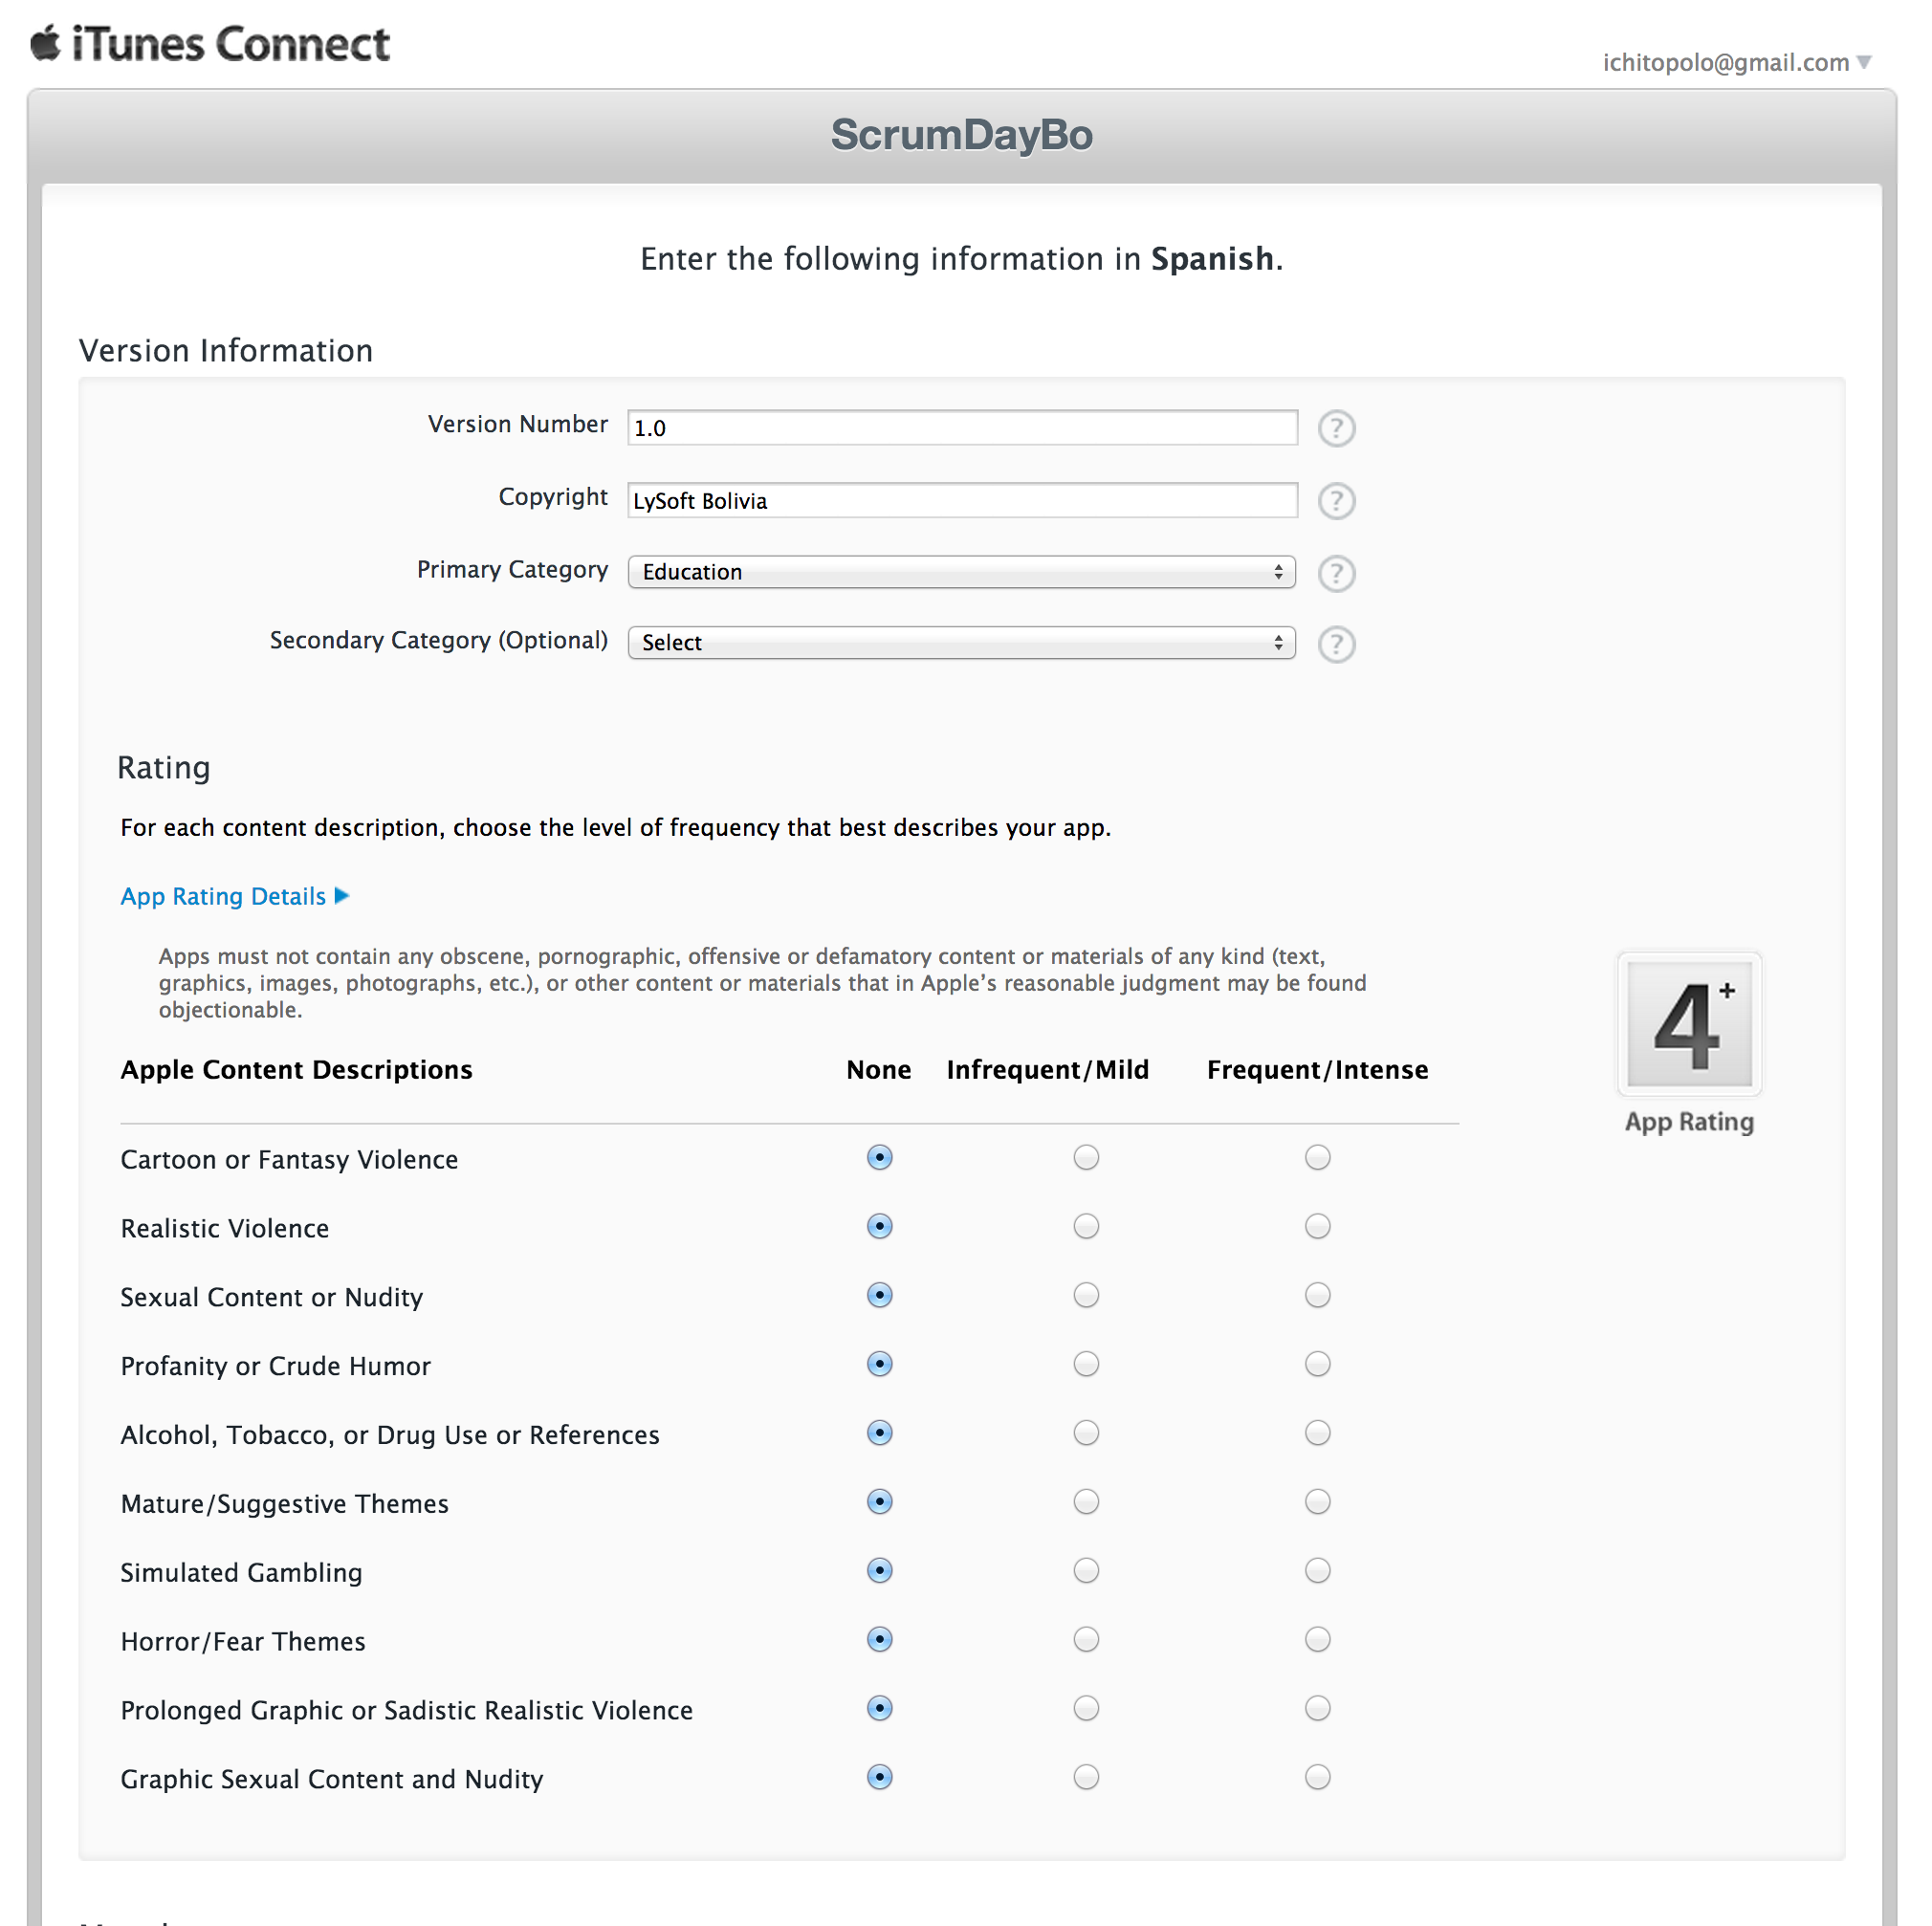 iTunes Connect
ichitopolo@gmail.com
ScrumDayBo
Enter the following information in Spanish.
Version Information
Version Number 1.0 ?
Copyright LySoft Bolivia ?
Primary Category Education ?
Secondary Category (Optional) Select ?
Rating
For each content description, choose the level of frequency that best describes your app.
App Rating Details
Apps must not contain any obscene, pornographic, offensive or defamatory content or materials of any kind (text,
graphics, images, photographs, etc.), or other content or materials that in Apple’s reasonable judgment may be found
objectionable.
4+
App Rating
Apple Content Descriptions None Infrequent/Mild Frequent/Intense
Cartoon or Fantasy Violence
Realistic Violence
Sexual Content or Nudity
Profanity or Crude Humor
Alcohol, Tobacco, or Drug Use or References
Mature/Suggestive Themes
Simulated Gambling
Horror/Fear Themes
Prolonged Graphic or Sadistic Realistic Violence
Graphic Sexual Content and Nudity